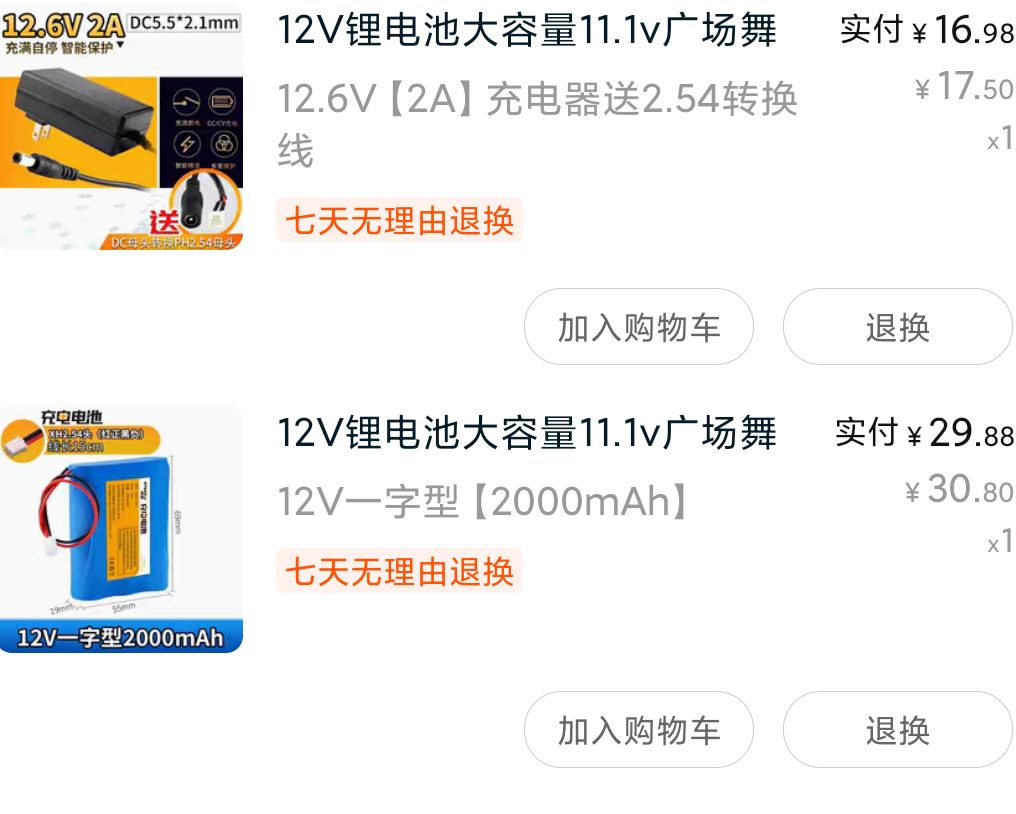 12.6V 2A DC5.5*2.1mm
充满自停 智能保护
CC/CV充电
送
DC母头转换PH2.54母头
12V锂电池大容量11.1v广场舞
实付 ¥16.98
12.6V【2A】充电器送2.54转换
线
¥17.50
x1
七天无理由退换
加入购物车
退换
充电电池
XH2.54头（红正黑负）
线长15cm
69mm
19mm
55mm
12V一字型2000mAh
12V锂电池大容量11.1v广场舞
实付 ¥29.88
12V一字型【2000mAh】
¥30.80
x1
七天无理由退换
加入购物车
退换